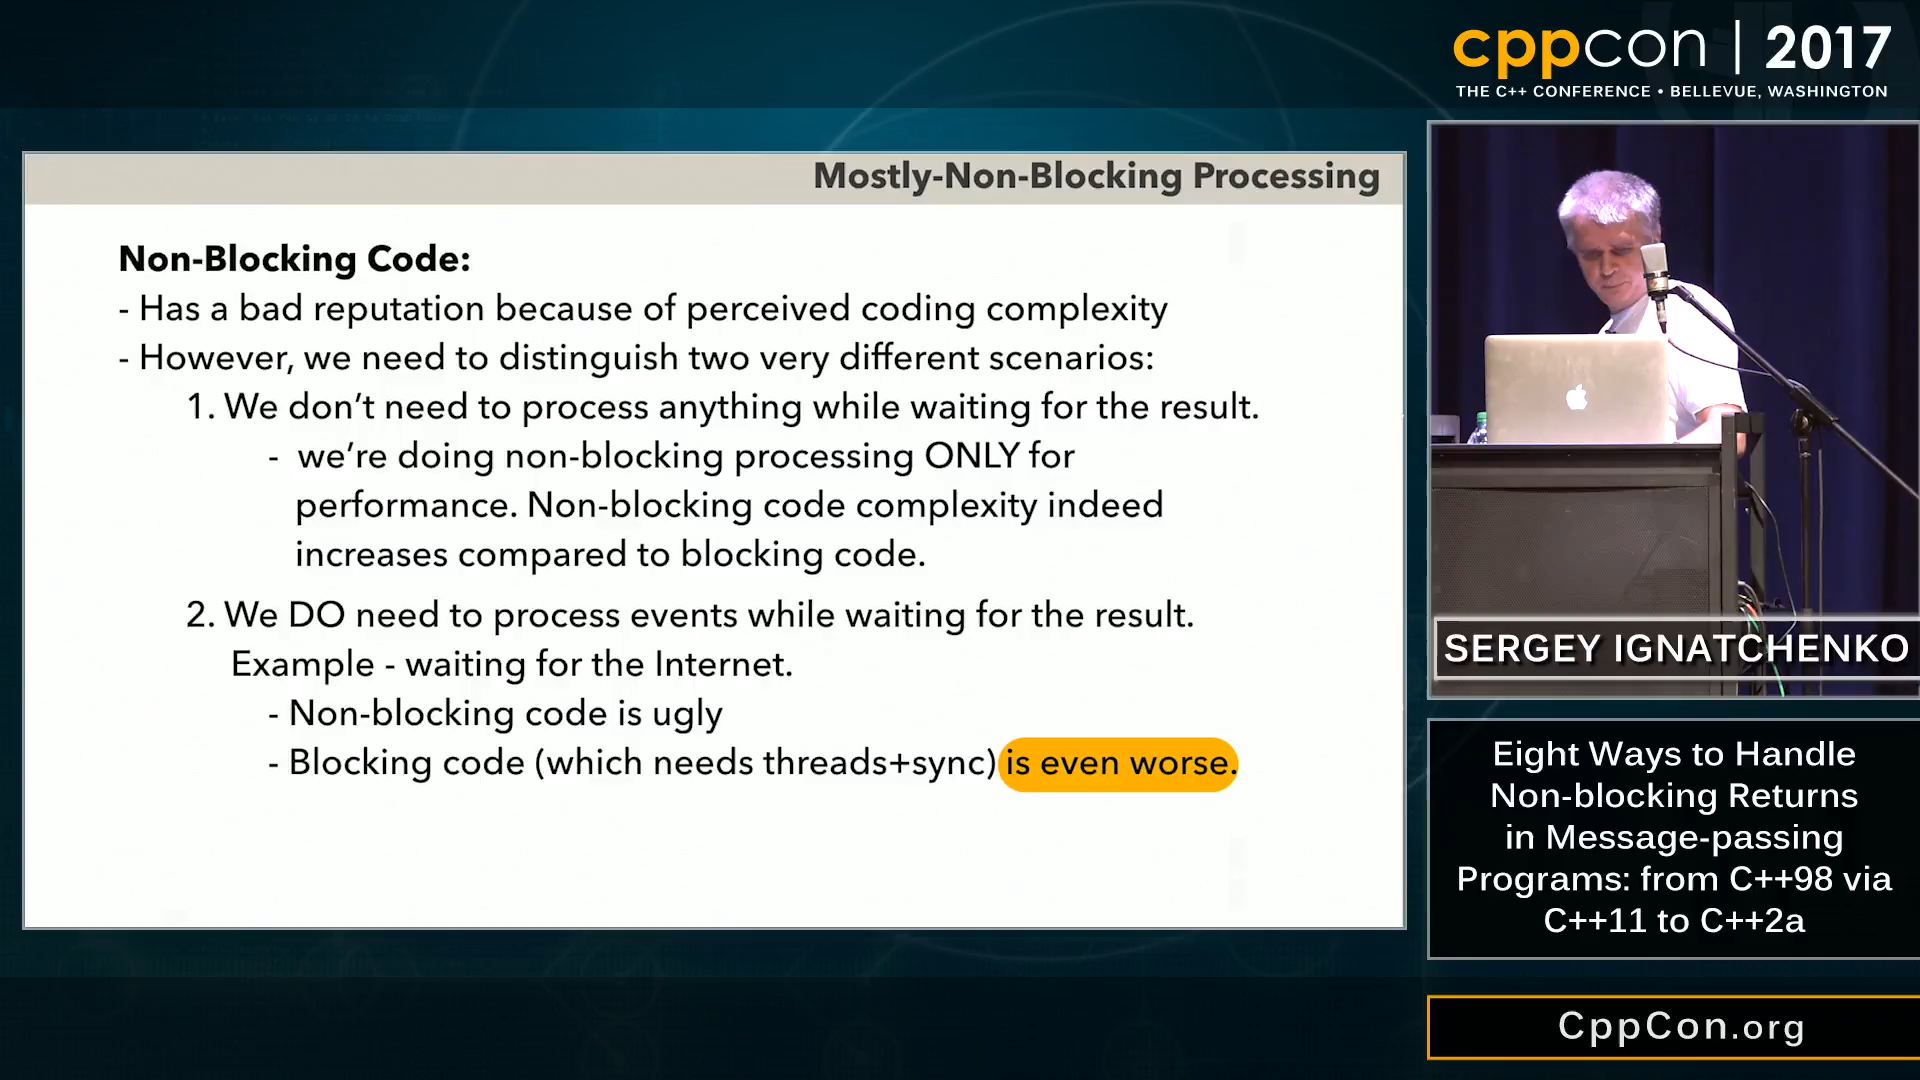 cppcon | 2017
THE C++ CONFERENCE • BELLEVUE, WASHINGTON
Mostly-Non-Blocking Processing
Non-Blocking Code:
- Has a bad reputation because of perceived coding complexity
- However, we need to distinguish two very different scenarios:
1. We don’t need to process anything while waiting for the result.
- we’re doing non-blocking processing ONLY for
performance. Non-blocking code complexity indeed
increases compared to blocking code.
2. We DO need to process events while waiting for the result.
Example - waiting for the Internet.
- Non-blocking code is ugly
- Blocking code (which needs threads+sync) is even worse.
SERGEY IGNATCHENKO
Eight Ways to Handle
Non-blocking Returns
in Message-passing
Programs: from C++98 via
C++11 to C++2a
CppCon.org